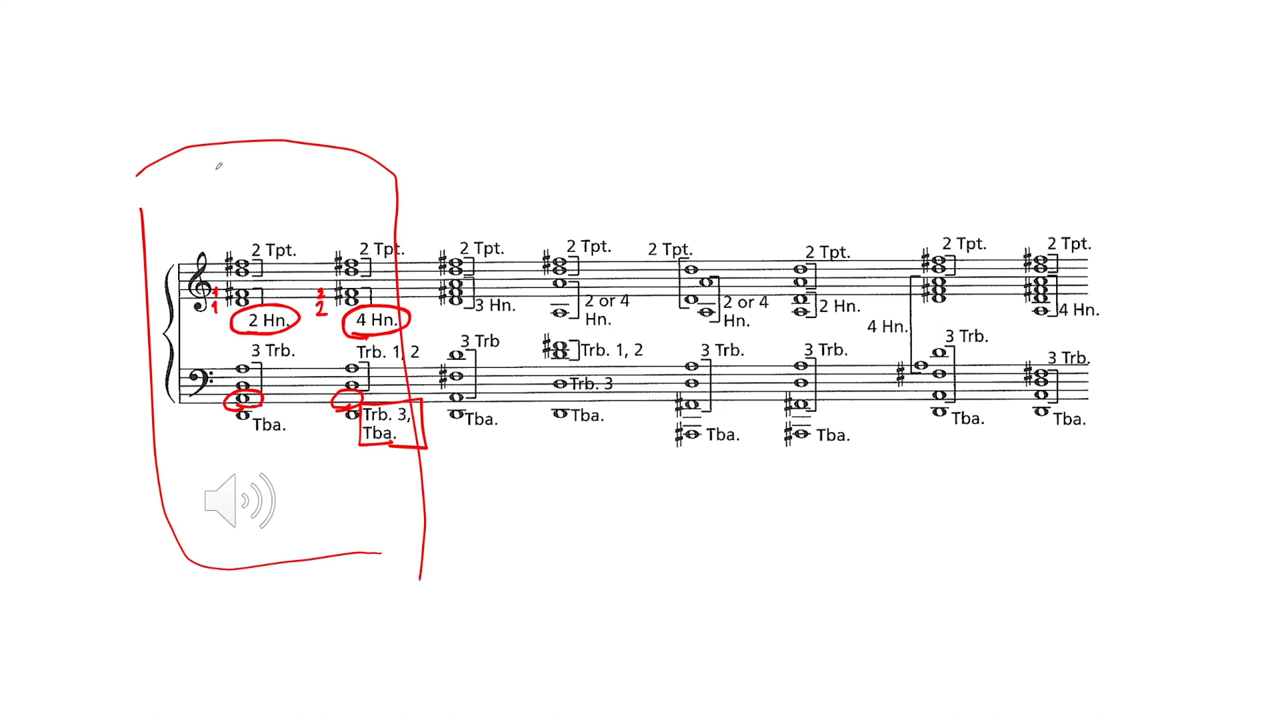 2 Tpt. 2 Tpt. 2 Tpt. 2 Tpt. 2 Tpt. 2 Tpt. 2 Tpt. 2 Tpt.
1 2
1 2
2 Hn. 4 Hn. 3 Hn. 2 or 4 Hn. 2 or 4 Hn. 2 Hn. 4 Hn. 4 Hn.
3 Trb. Trb. 1, 2 3 Trb Trb. 1, 2 3 Trb. 3 Trb. 3 Trb. 3 Trb.
Trb. 3
Tba. Trb. 3, Tba. Tba. Tba. Tba. Tba. Tba. Tba.